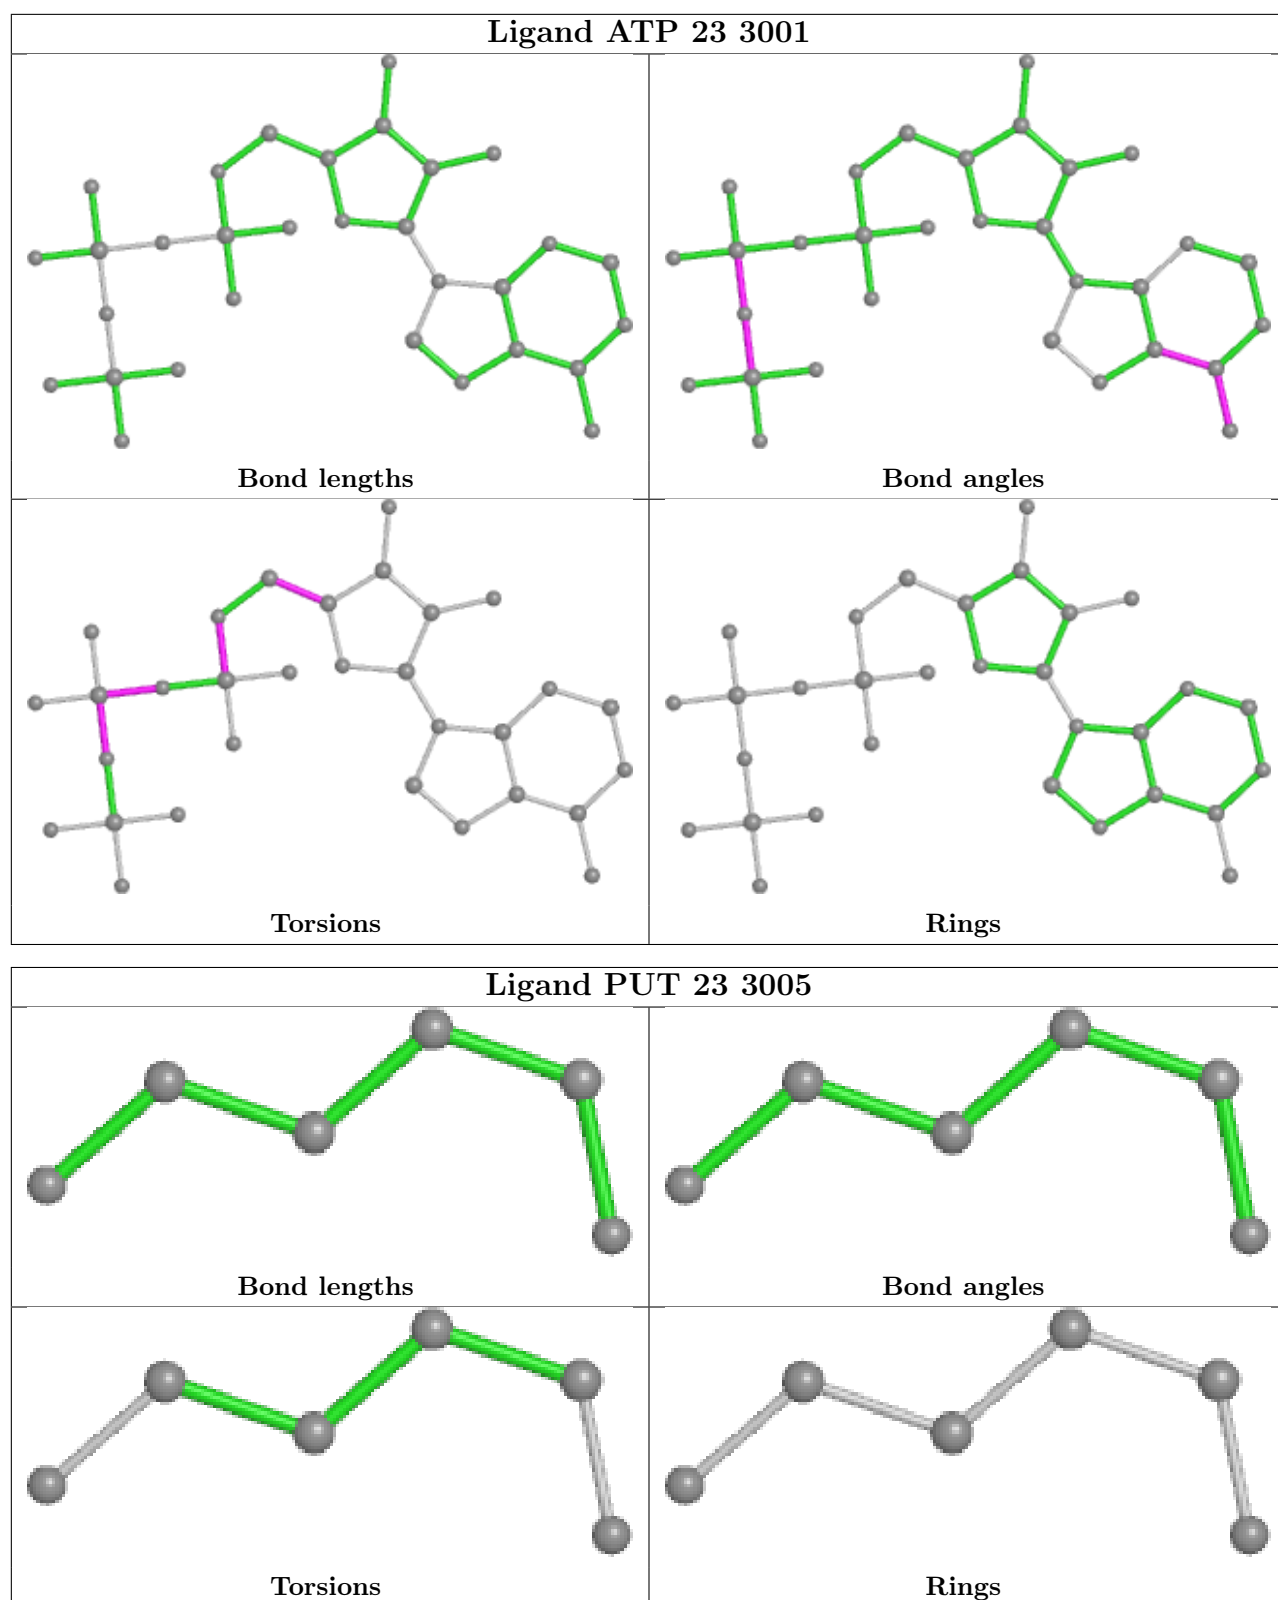 Ligand ATP 23 3001
Bond lengths
Bond angles
Torsions
Rings
Ligand PUT 23 3005
Bond lengths
Bond angles
Torsions
Rings